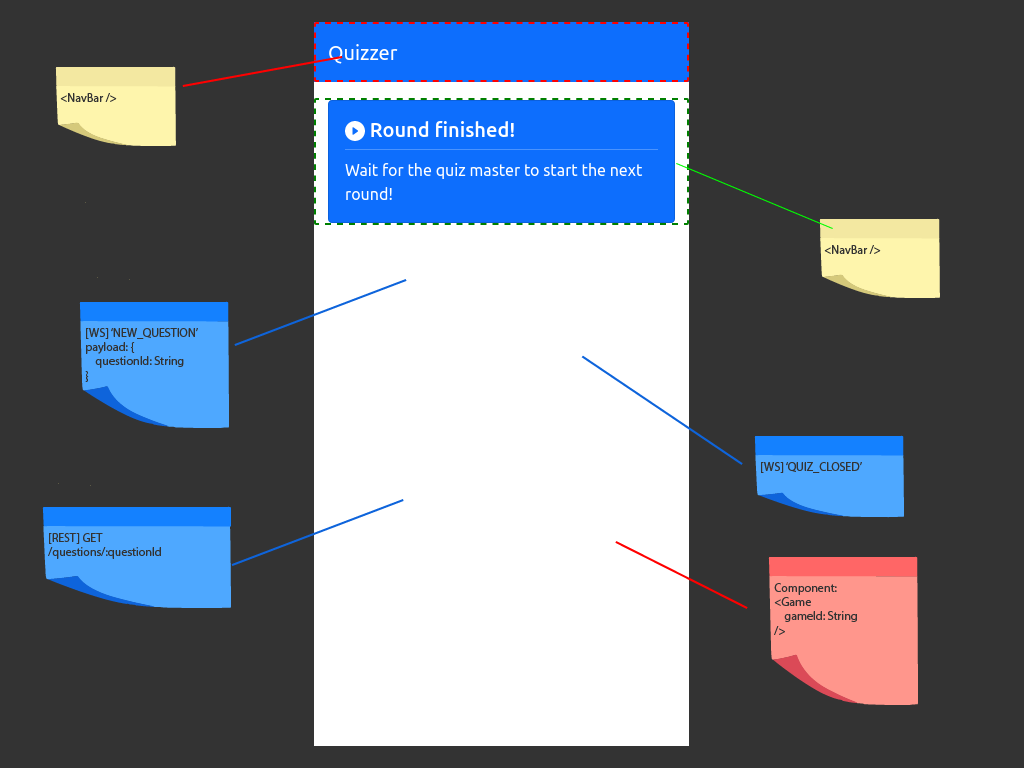 Quizzer
<NavBar />
Round finished!
Wait for the quiz master to start the next
round!
<NavBar />
[WS] ‘NEW_QUESTION’
payload: {
questionId: String
}
[WS] ‘QUIZ_CLOSED’
[REST] GET
/questions/:questionId
Component:
<Game
gameId: String
/>